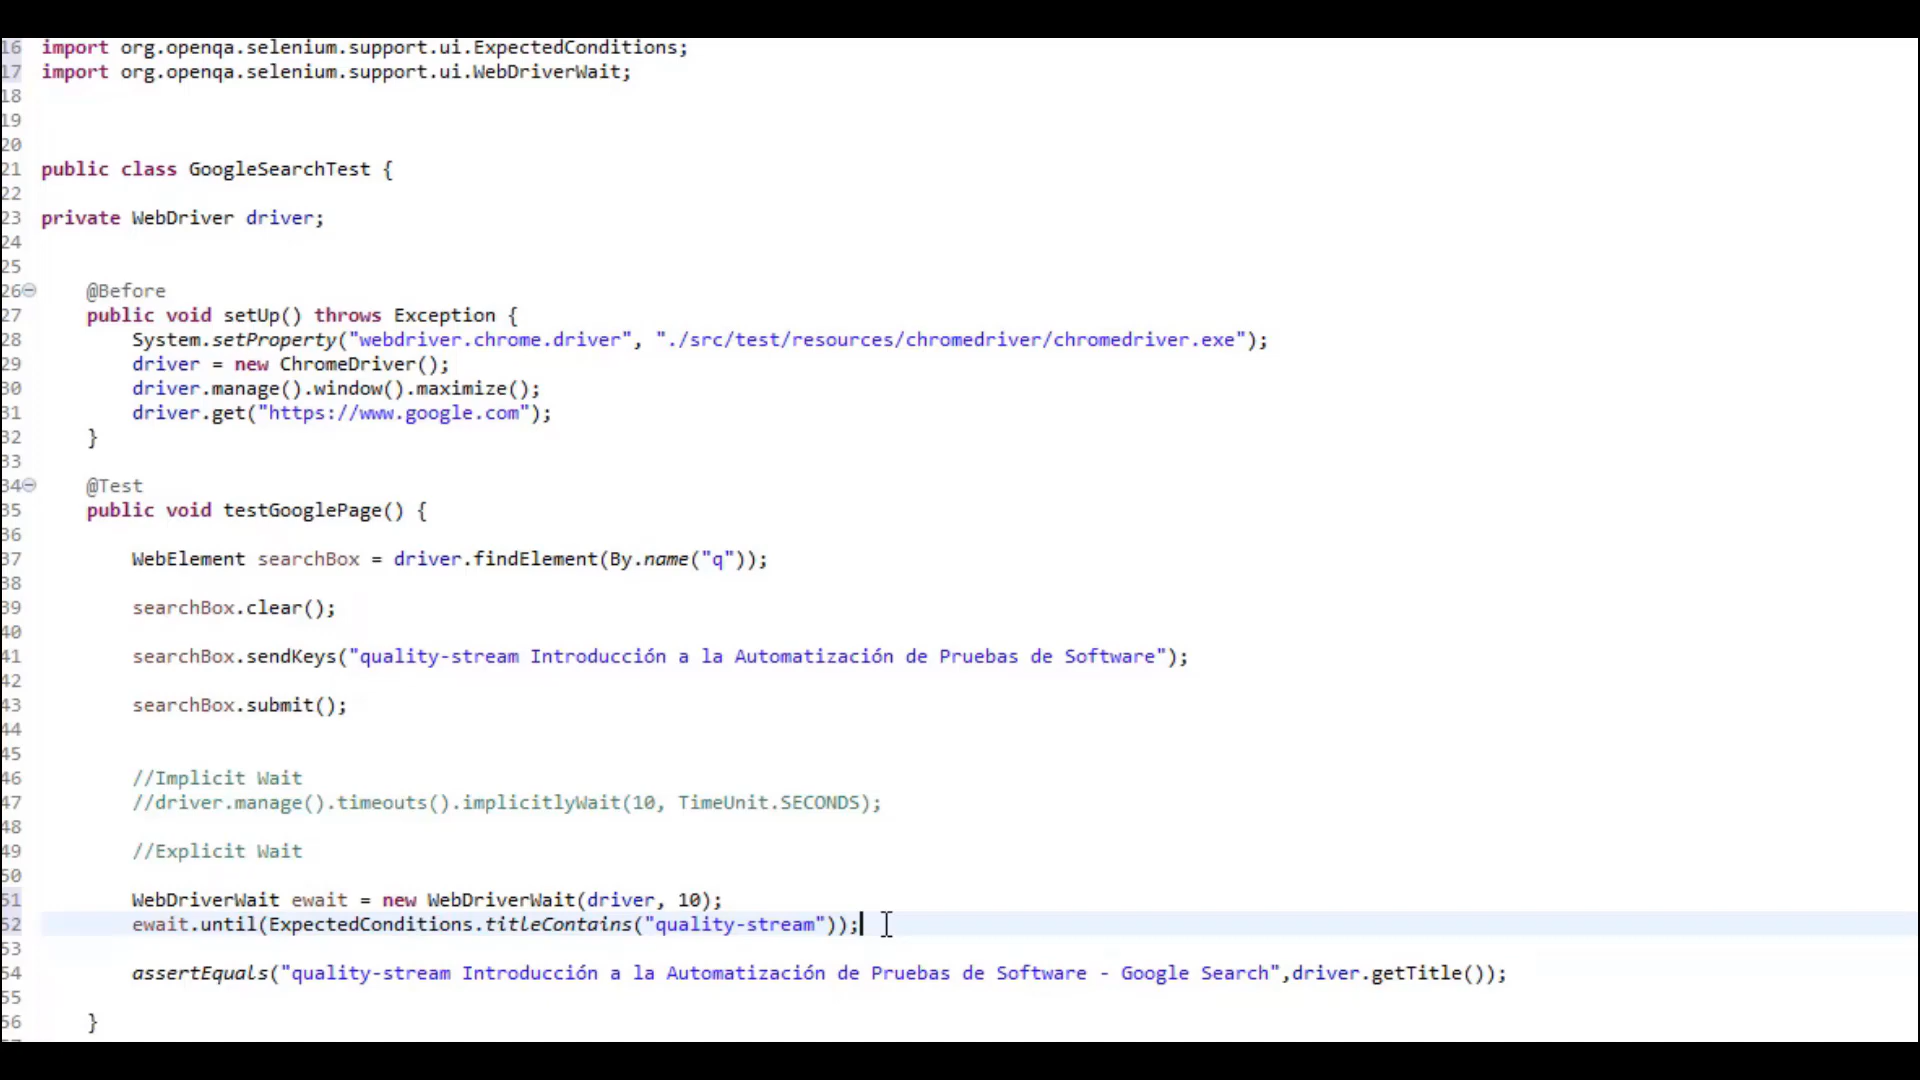 16 import org.openqa.selenium.support.ui.ExpectedConditions;
17 import org.openqa.selenium.support.ui.WebDriverWait;
18
19
20
21 public class GoogleSearchTest {
22
23 private WebDriver driver;
24
25
26 @Before
27 public void setUp() throws Exception {
28 System.setProperty("webdriver.chrome.driver", "./src/test/resources/chromedriver/chromedriver.exe");
29 driver = new ChromeDriver();
30 driver.manage().window().maximize();
31 driver.get("https://www.google.com");
32 }
33
34 @Test
35 public void testGooglePage() {
36
37 WebElement searchBox = driver.findElement(By.name("q"));
38
39 searchBox.clear();
40
41 searchBox.sendKeys("quality-stream Introducción a la Automatización de Pruebas de Software");
42
43 searchBox.submit();
44
45
46 //Implicit Wait
47 //driver.manage().timeouts().implicitlyWait(10, TimeUnit.SECONDS);
48
49 //Explicit Wait
50
51 WebDriverWait ewait = new WebDriverWait(driver, 10);
52 ewait.until(ExpectedConditions.titleContains("quality-stream"));
53
54 assertEquals("quality-stream Introducción a la Automatización de Pruebas de Software - Google Search",driver.getTitle());
55
56 }